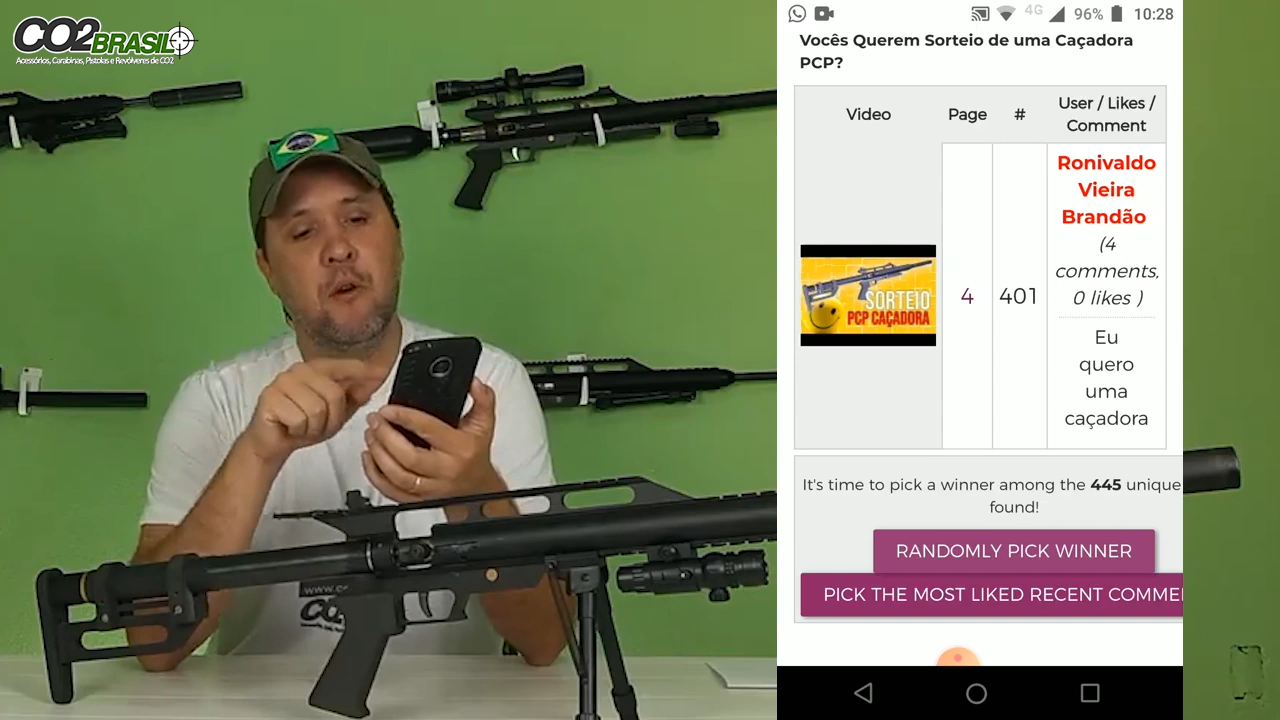 CO2BRASIL
Acessórios, Carabinas, Pistolas e Revólveres de CO2
4G
96%
10:28
Vocês Querem Sorteio de uma Caçadora
PCP?
Video
Page
#
User / Likes /
Comment
SORTEIO
PCP CAÇADORA
4
401
Ronivaldo
Vieira
Brandão
(4
comments,
0 likes )
Eu
quero
uma
caçadora
It's time to pick a winner among the 445 unique
found!
RANDOMLY PICK WINNER
PICK THE MOST LIKED RECENT COMME
www.c
CO2